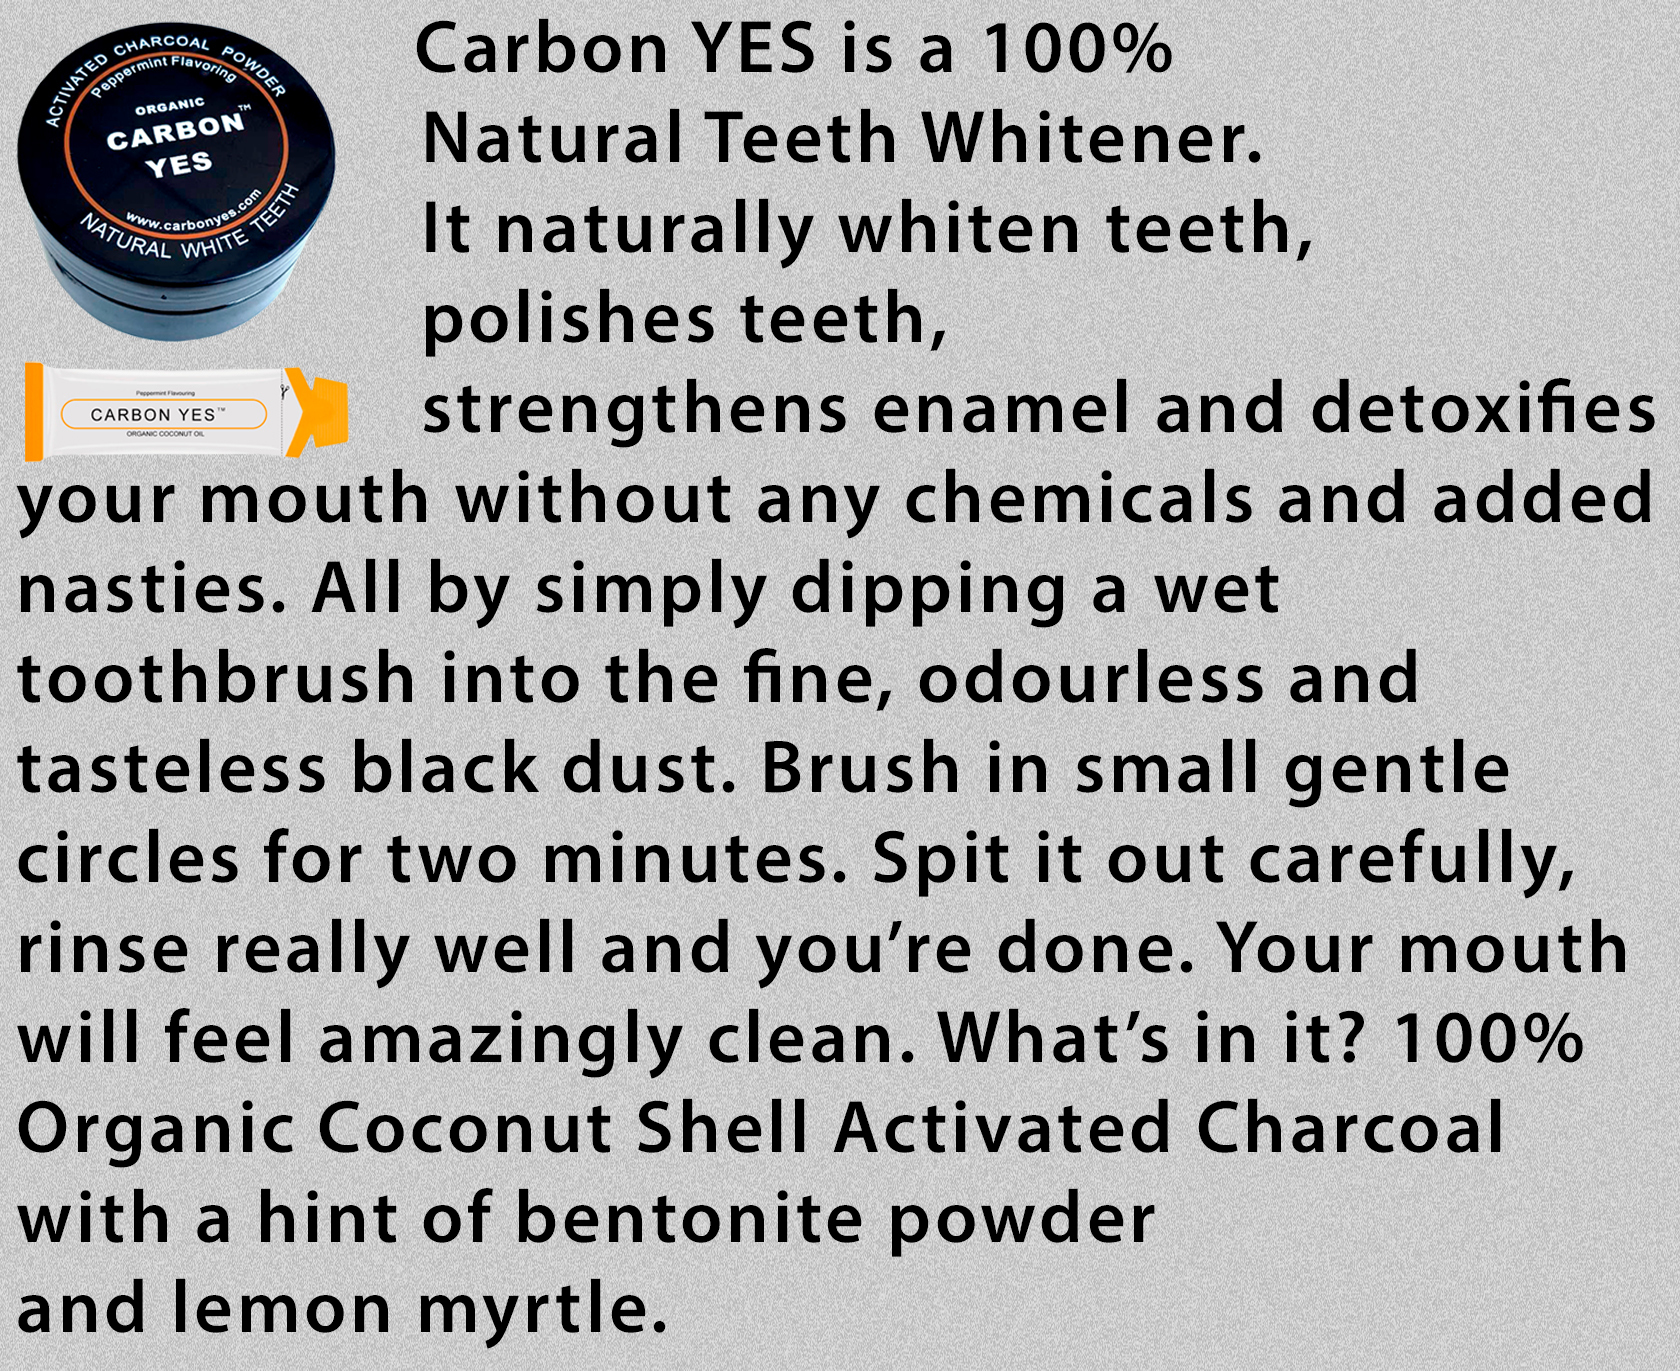 ACTIVATED CHARCOAL POWDER
Peppermint Flavoring
ORGANIC
CARBON™
YES
www.carbonyes.com
NATURAL WHITE TEETH
Peppermint Flavouring
CARBON YES™
ORGANIC COCONUT OIL
Carbon YES is a 100%
Natural Teeth Whitener.
It naturally whiten teeth,
polishes teeth,
strengthens enamel and detoxifies
your mouth without any chemicals and added
nasties. All by simply dipping a wet
toothbrush into the fine, odourless and
tasteless black dust. Brush in small gentle
circles for two minutes. Spit it out carefully,
rinse really well and you’re done. Your mouth
will feel amazingly clean. What’s in it? 100%
Organic Coconut Shell Activated Charcoal
with a hint of bentonite powder
and lemon myrtle.